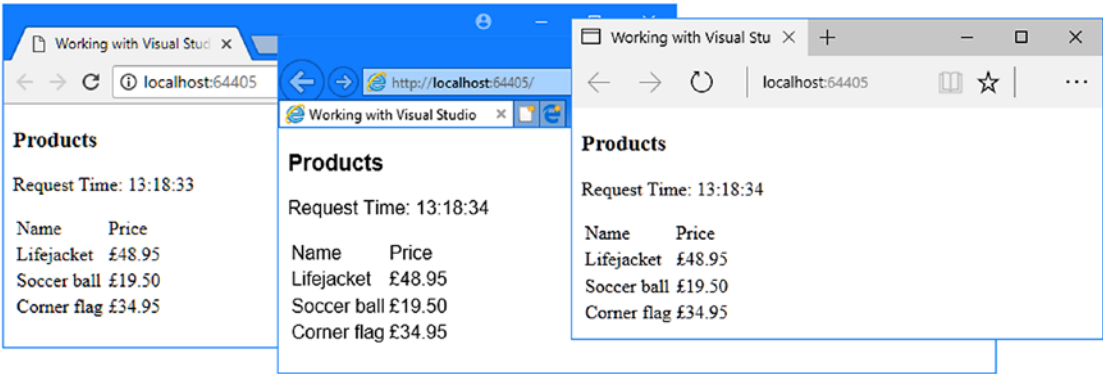 Working with Visual Stud
localhost:64405
Products
Request Time: 13:18:33
Name Price
Lifejacket £48.95
Soccer ball £19.50
Corner flag £34.95
http://localhost:64405/
Working with Visual Studio
Products
Request Time: 13:18:34
Name Price
Lifejacket £48.95
Soccer ball £19.50
Corner flag £34.95
Working with Visual Stu
localhost:64405
Products
Request Time: 13:18:34
Name Price
Lifejacket £48.95
Soccer ball £19.50
Corner flag £34.95